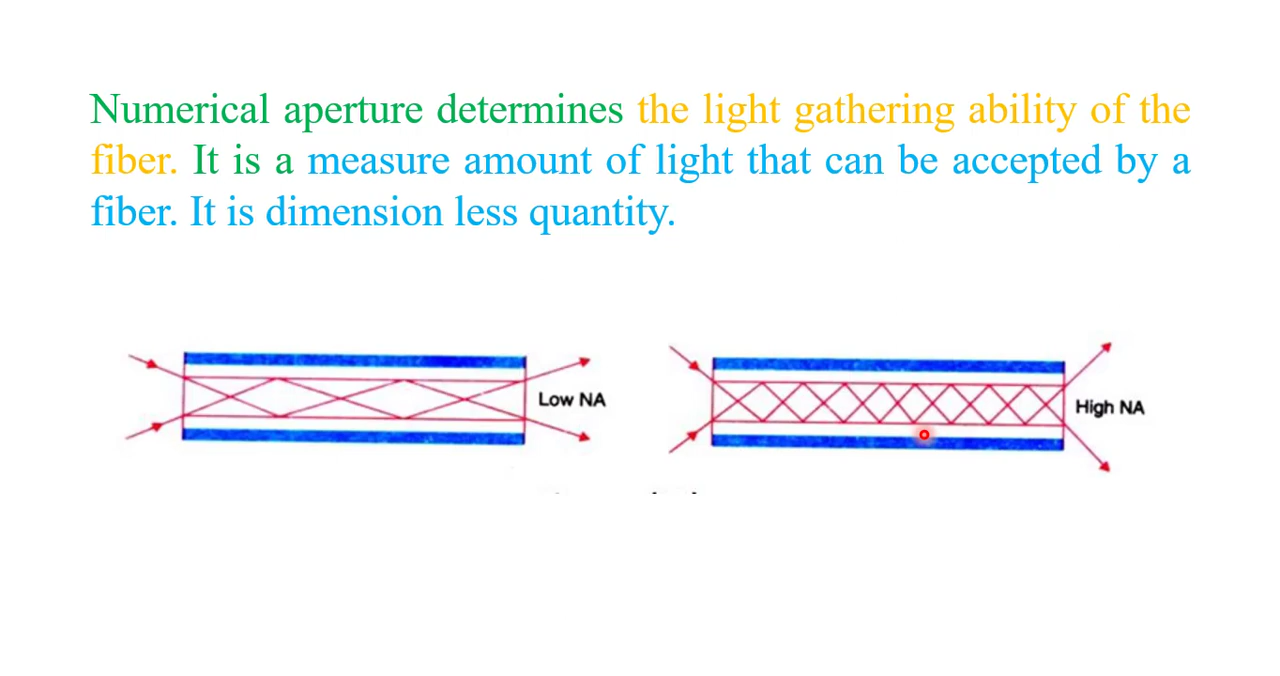 Numerical aperture determines the light gathering ability of the
fiber. It is a measure amount of light that can be accepted by a
fiber. It is dimension less quantity.
Low NA
High NA